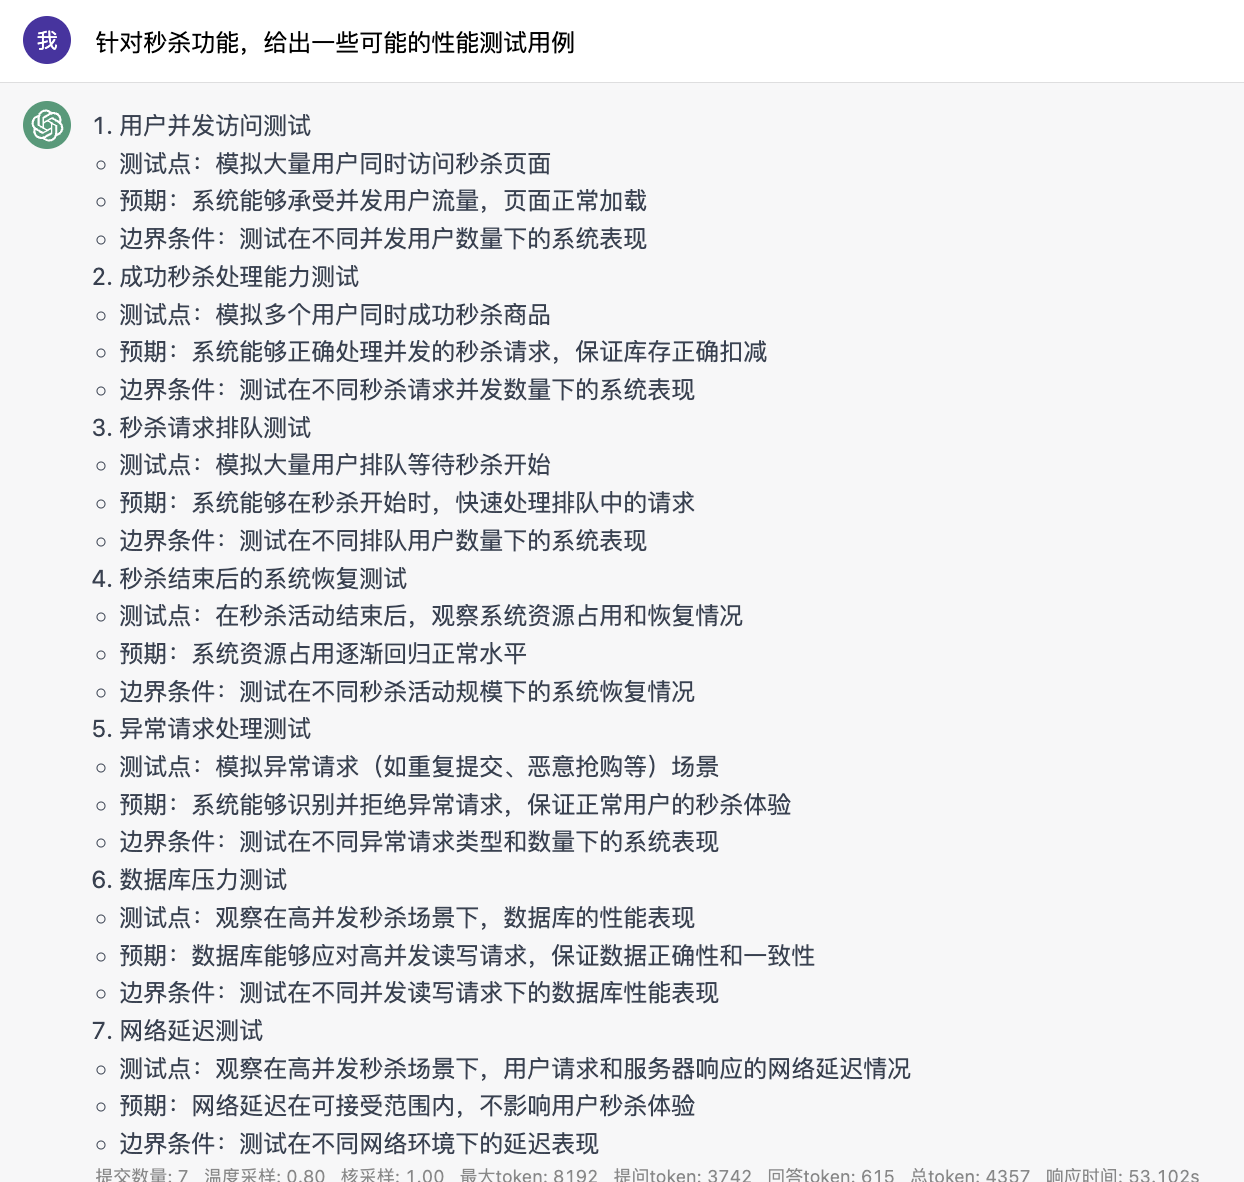 我
针对秒杀功能，给出一些可能的性能测试用例
1. 用户并发访问测试
测试点：模拟大量用户同时访问秒杀页面
预期：系统能够承受并发用户流量，页面正常加载
边界条件：测试在不同并发用户数量下的系统表现
2. 成功秒杀处理能力测试
测试点：模拟多个用户同时成功秒杀商品
预期：系统能够正确处理并发的秒杀请求，保证库存正确扣减
边界条件：测试在不同秒杀请求并发数量下的系统表现
3. 秒杀请求排队测试
测试点：模拟大量用户排队等待秒杀开始
预期：系统能够在秒杀开始时，快速处理排队中的请求
边界条件：测试在不同排队用户数量下的系统表现
4. 秒杀结束后的系统恢复测试
测试点：在秒杀活动结束后，观察系统资源占用和恢复情况
预期：系统资源占用逐渐回归正常水平
边界条件：测试在不同秒杀活动规模下的系统恢复情况
5. 异常请求处理测试
测试点：模拟异常请求（如重复提交、恶意抢购等）场景
预期：系统能够识别并拒绝异常请求，保证正常用户的秒杀体验
边界条件：测试在不同异常请求类型和数量下的系统表现
6. 数据库压力测试
测试点：观察在高并发秒杀场景下，数据库的性能表现
预期：数据库能够应对高并发读写请求，保证数据正确性和一致性
边界条件：测试在不同并发读写请求下的数据库性能表现
7. 网络延迟测试
测试点：观察在高并发秒杀场景下，用户请求和服务器响应的网络延迟情况
预期：网络延迟在可接受范围内，不影响用户秒杀体验
边界条件：测试在不同网络环境下的延迟表现
提交数量: 7 温度采样: 0.80 核采样: 1.00 最大token: 8192 提问token: 3742 回答token: 615 总token: 4357 响应时间: 53.102s